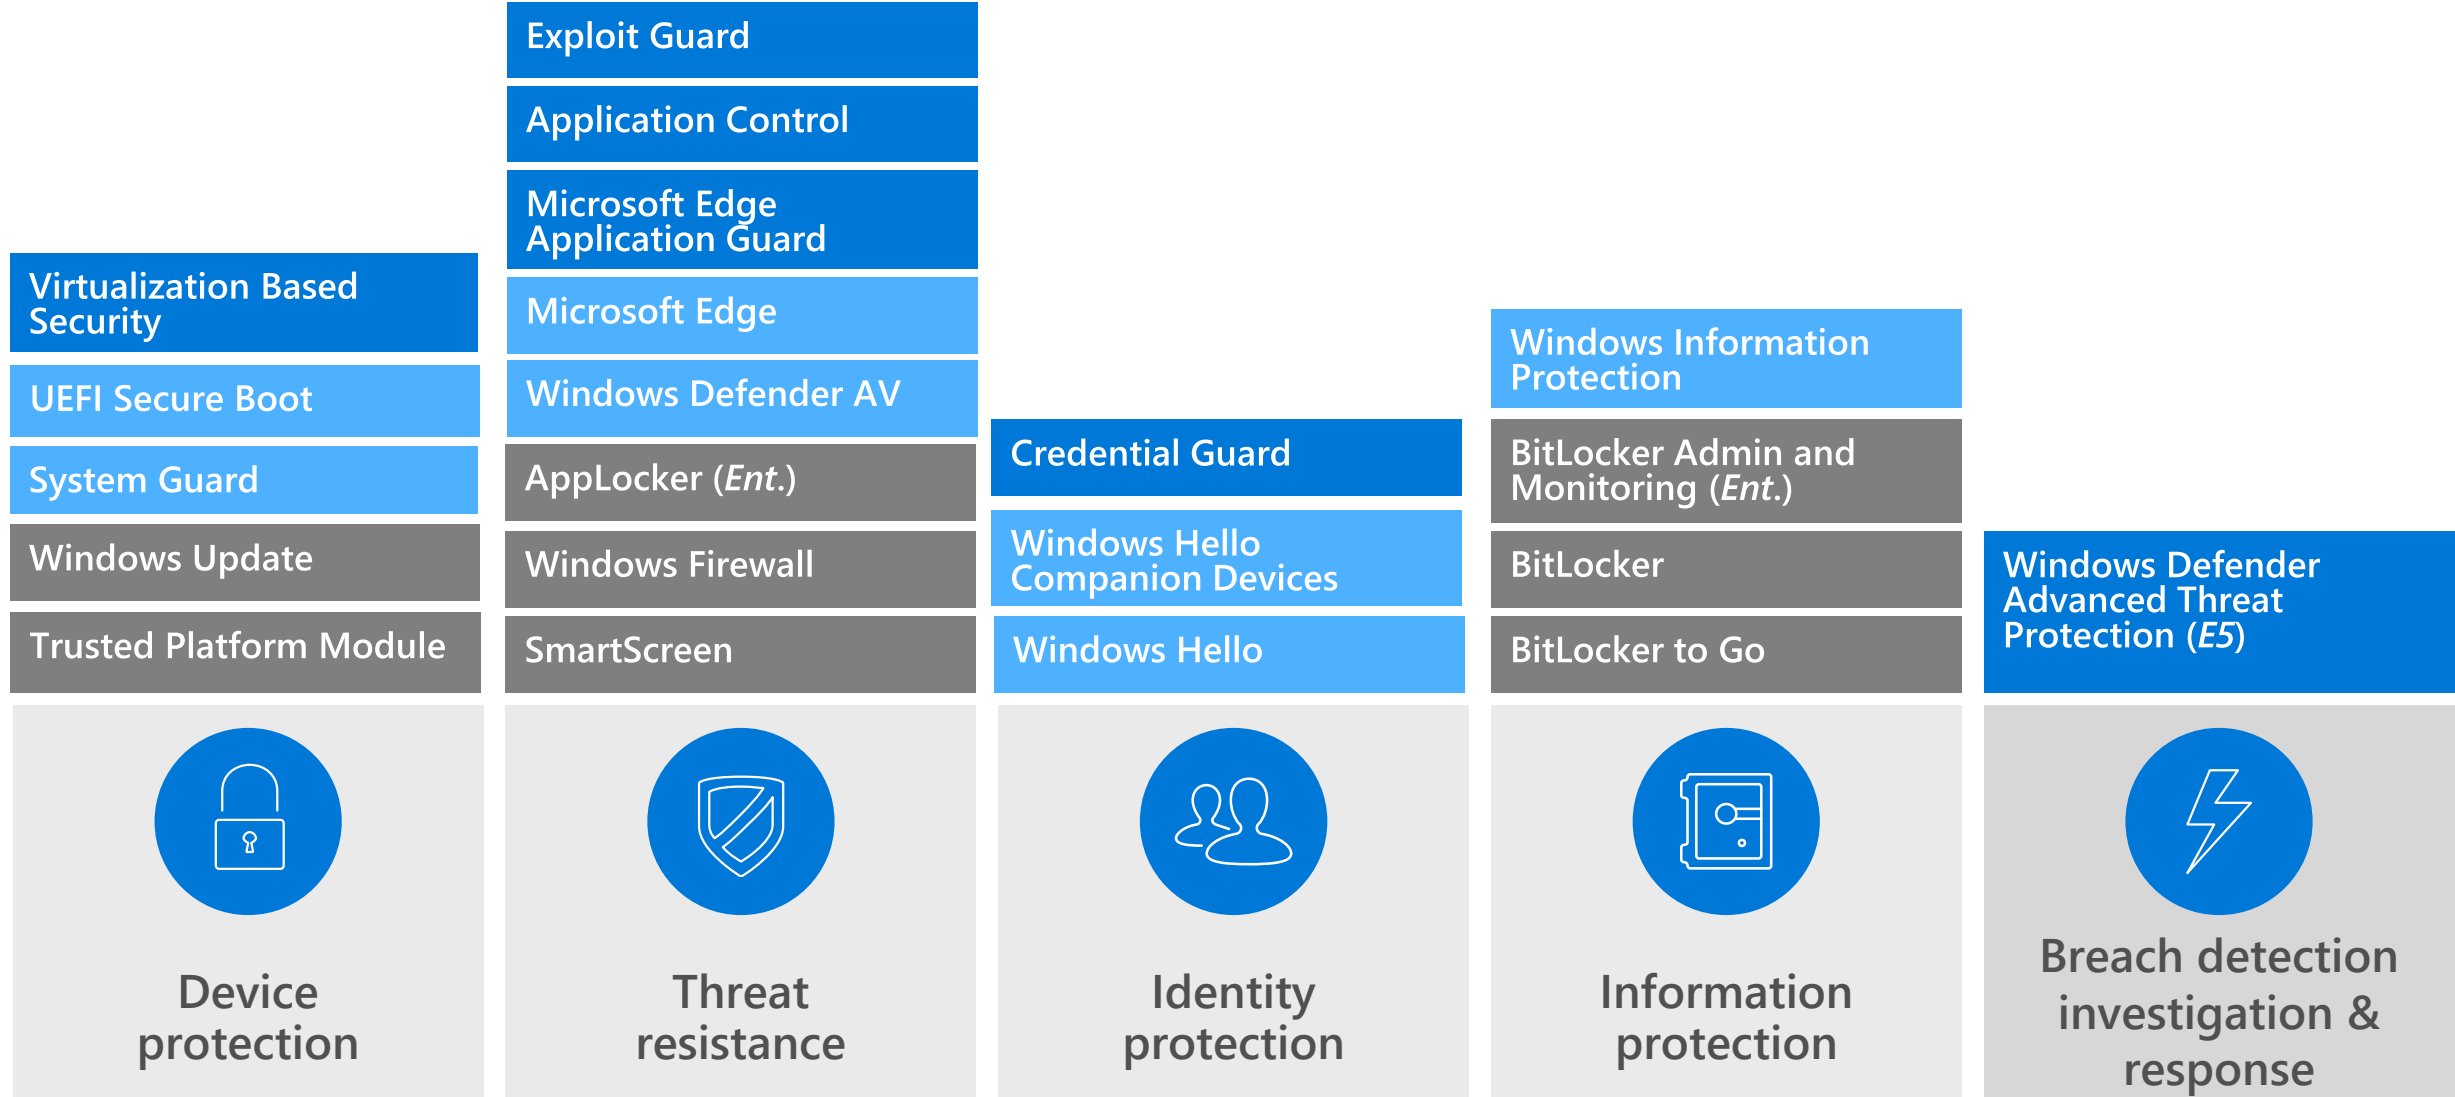 Virtualization Based
Security
UEFI Secure Boot
System Guard
Windows Update
Trusted Platform Module
Device
protection
Exploit Guard
Application Control
Microsoft Edge
Application Guard
Microsoft Edge
Windows Defender AV
AppLocker (Ent.)
Windows Firewall
SmartScreen
Threat
resistance
Credential Guard
Windows Hello
Companion Devices
Windows Hello
Identity
protection
Windows Information
Protection
BitLocker Admin and
Monitoring (Ent.)
BitLocker
BitLocker to Go
Information
protection
Windows Defender
Advanced Threat
Protection (E5)
Breach detection
investigation &
response